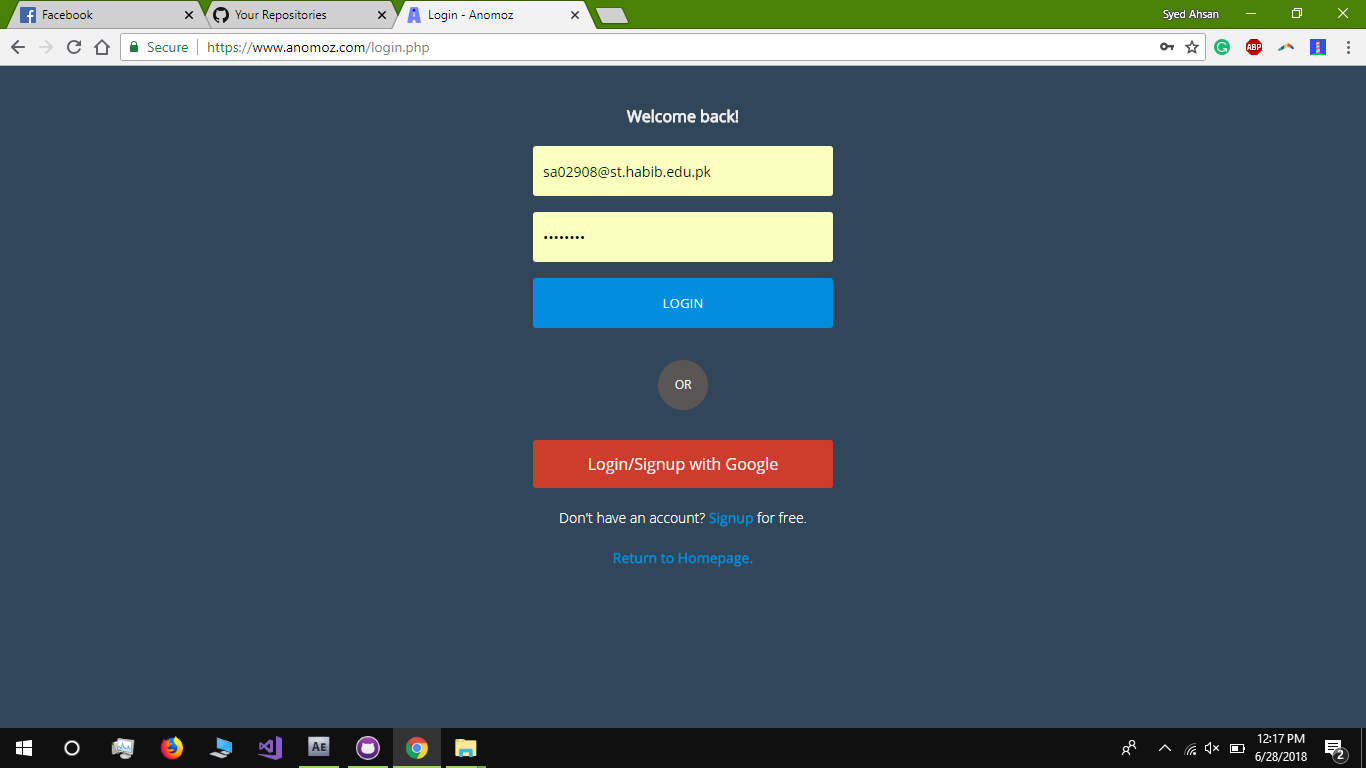 Facebook
Your Repositories
Login - Anomoz
Syed Ahsan
Secure
https://www.anomoz.com/login.php
ABP
Welcome back!
sa02908@st.habib.edu.pk
••••••••
LOGIN
OR
Login/Signup with Google
Don't have an account? Signup for free.
Return to Homepage.
AE
12:17 PM
6/28/2018
2